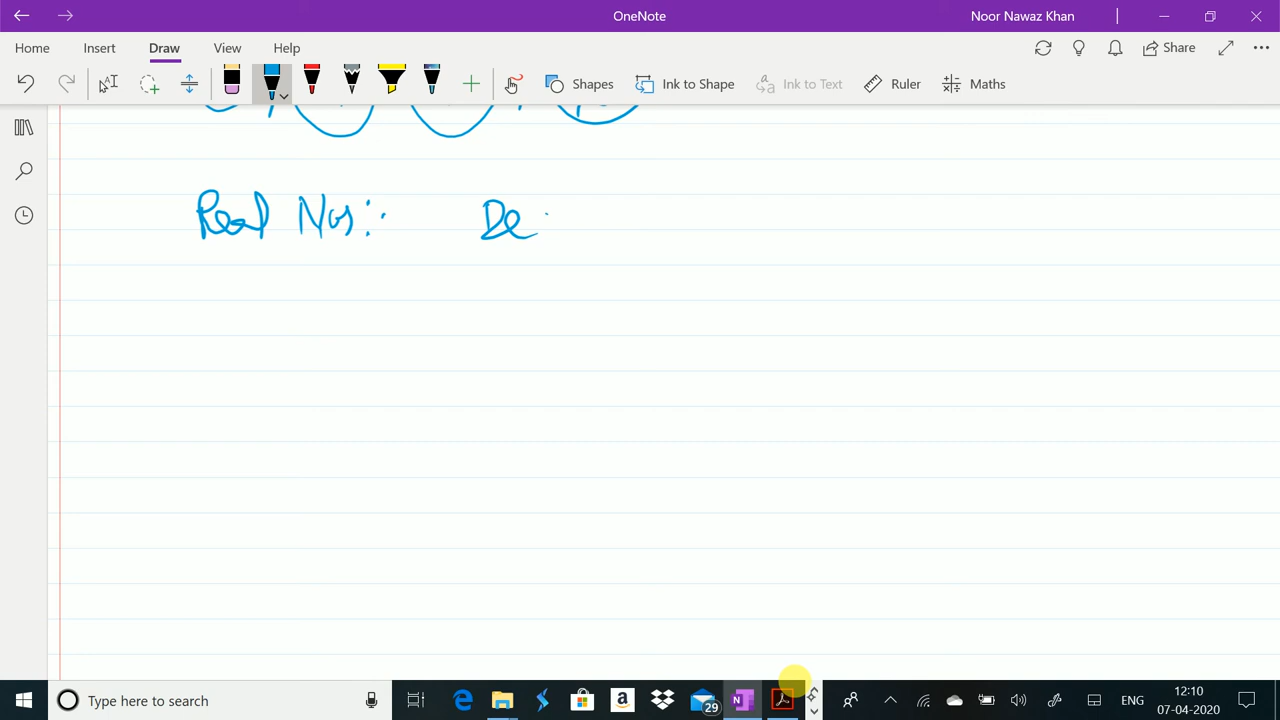 OneNote
Noor Nawaz Khan
Home Insert Draw View Help
Share
Shapes Ink to Shape Ink to Text Ruler Maths
Real Nos:- De
Type here to search
29
ENG
12:10
07-04-2020